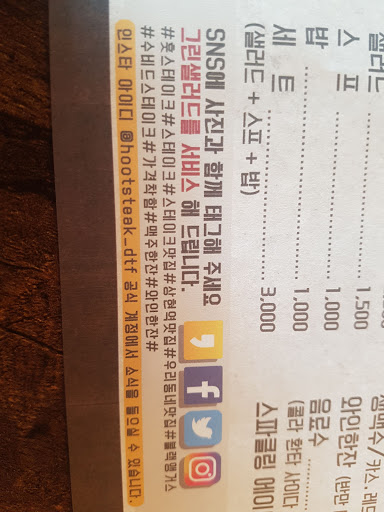 샐러드
스 프 1,500
밥 1,000
세 트 1,000
(샐러드 + 스프 + 밥) 3,000
와인한잔
음료수
(콜라 환타 사이다
스파클링 에이
SNS에 사진과 함께 태그해 주세요
그린샐러드를 서비스 해 드립니다.
#훗스테이크#스테이크#스테이크맛집#상현역맛집#우리동네맛집#블랙앵거스
#수비드스테이크#가격착함#맥주한잔#와인한잔#
인스타 아이디 @hootsteak_dtf 공식 계정에서 소식을 들으실 수 있습니다.